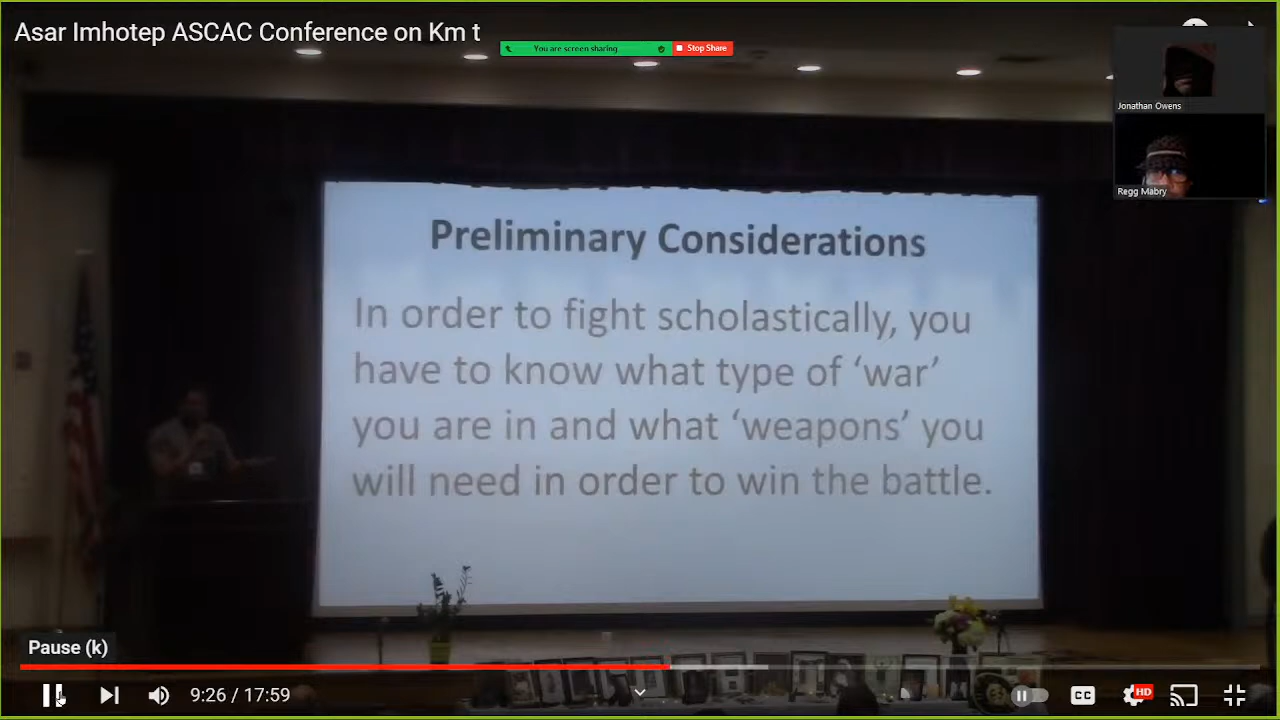 Asar Imhotep ASCAC Conference on Km t
You are screen sharing
Stop Share
Jonathan Owens
Regg Mabry
Preliminary Considerations
In order to fight scholastically, you
have to know what type of ‘war’
you are in and what ‘weapons’ you
will need in order to win the battle.
Pause (k)
9:26 / 17:59
CC
HD